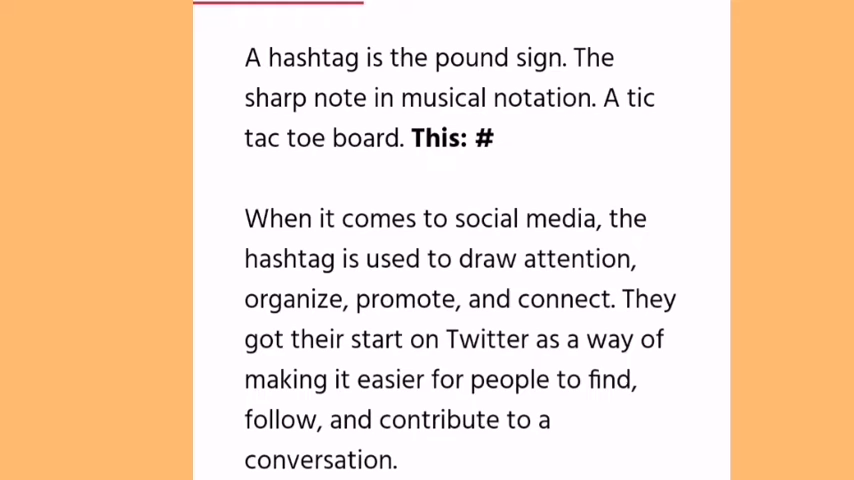 A hashtag is the pound sign. The
sharp note in musical notation. A tic
tac toe board. This: #
When it comes to social media, the
hashtag is used to draw attention,
organize, promote, and connect. They
got their start on Twitter as a way of
making it easier for people to find,
follow, and contribute to a
conversation.